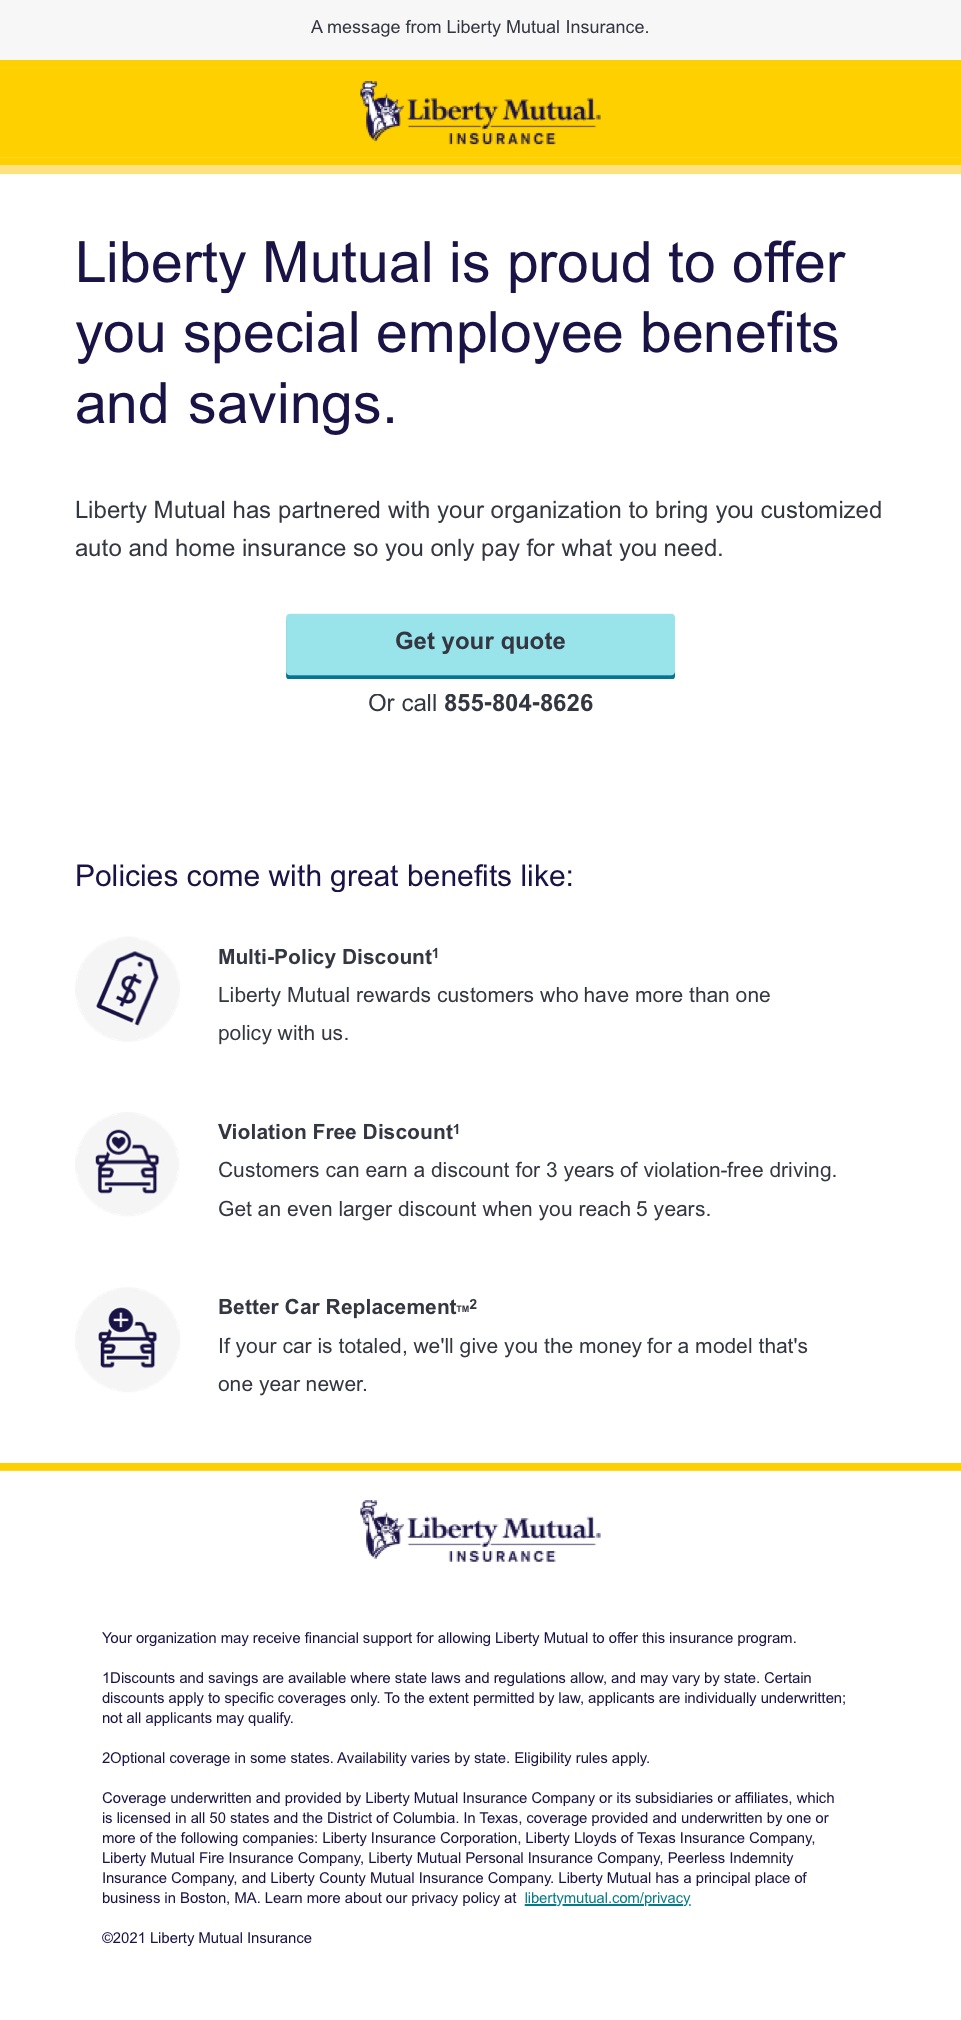 A message from Liberty Mutual Insurance.
Liberty Mutual.
INSURANCE
Liberty Mutual is proud to offer
you special employee benefits
and savings.
Liberty Mutual has partnered with your organization to bring you customized
auto and home insurance so you only pay for what you need.
Get your quote
Or call 855-804-8626
Policies come with great benefits like:
$
Multi-Policy Discount¹
Liberty Mutual rewards customers who have more than one
policy with us.
Violation Free Discount¹
Customers can earn a discount for 3 years of violation-free driving.
Get an even larger discount when you reach 5 years.
Better Car Replacement™²
If your car is totaled, we'll give you the money for a model that's
one year newer.
Liberty Mutual.
INSURANCE
Your organization may receive financial support for allowing Liberty Mutual to offer this insurance program.
1Discounts and savings are available where state laws and regulations allow, and may vary by state. Certain
discounts apply to specific coverages only. To the extent permitted by law, applicants are individually underwritten;
not all applicants may qualify.
2Optional coverage in some states. Availability varies by state. Eligibility rules apply.
Coverage underwritten and provided by Liberty Mutual Insurance Company or its subsidiaries or affiliates, which
is licensed in all 50 states and the District of Columbia. In Texas, coverage provided and underwritten by one or
more of the following companies: Liberty Insurance Corporation, Liberty Lloyds of Texas Insurance Company,
Liberty Mutual Fire Insurance Company, Liberty Mutual Personal Insurance Company, Peerless Indemnity
Insurance Company, and Liberty County Mutual Insurance Company. Liberty Mutual has a principal place of
business in Boston, MA. Learn more about our privacy policy at libertymutual.com/privacy
©2021 Liberty Mutual Insurance